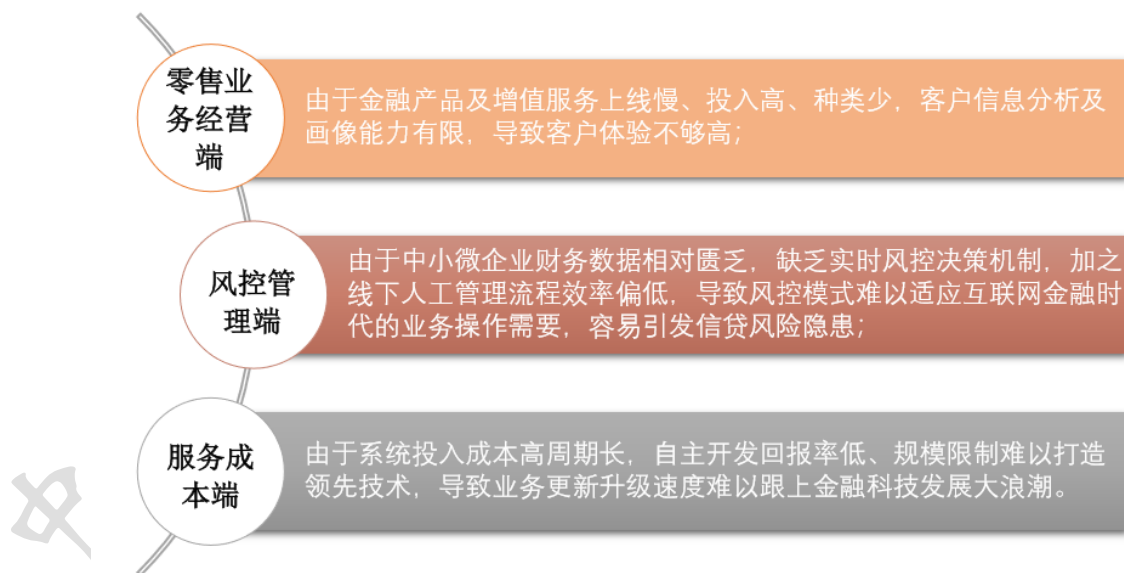 零售业
务经营
端
由于金融产品及增值服务上线慢、投入高、种类少，客户信息分析及
画像能力有限，导致客户体验不够高；
风控管
理端
由于中小微企业财务数据相对匮乏，缺乏实时风控决策机制，加之
线下人工管理流程效率偏低，导致风控模式难以适应互联网金融时
代的业务操作需要，容易引发信贷风险隐患；
服务成
本端
由于系统投入成本高周期长，自主开发回报率低、规模限制难以打造
领先技术，导致业务更新升级速度难以跟上金融科技发展大浪潮。